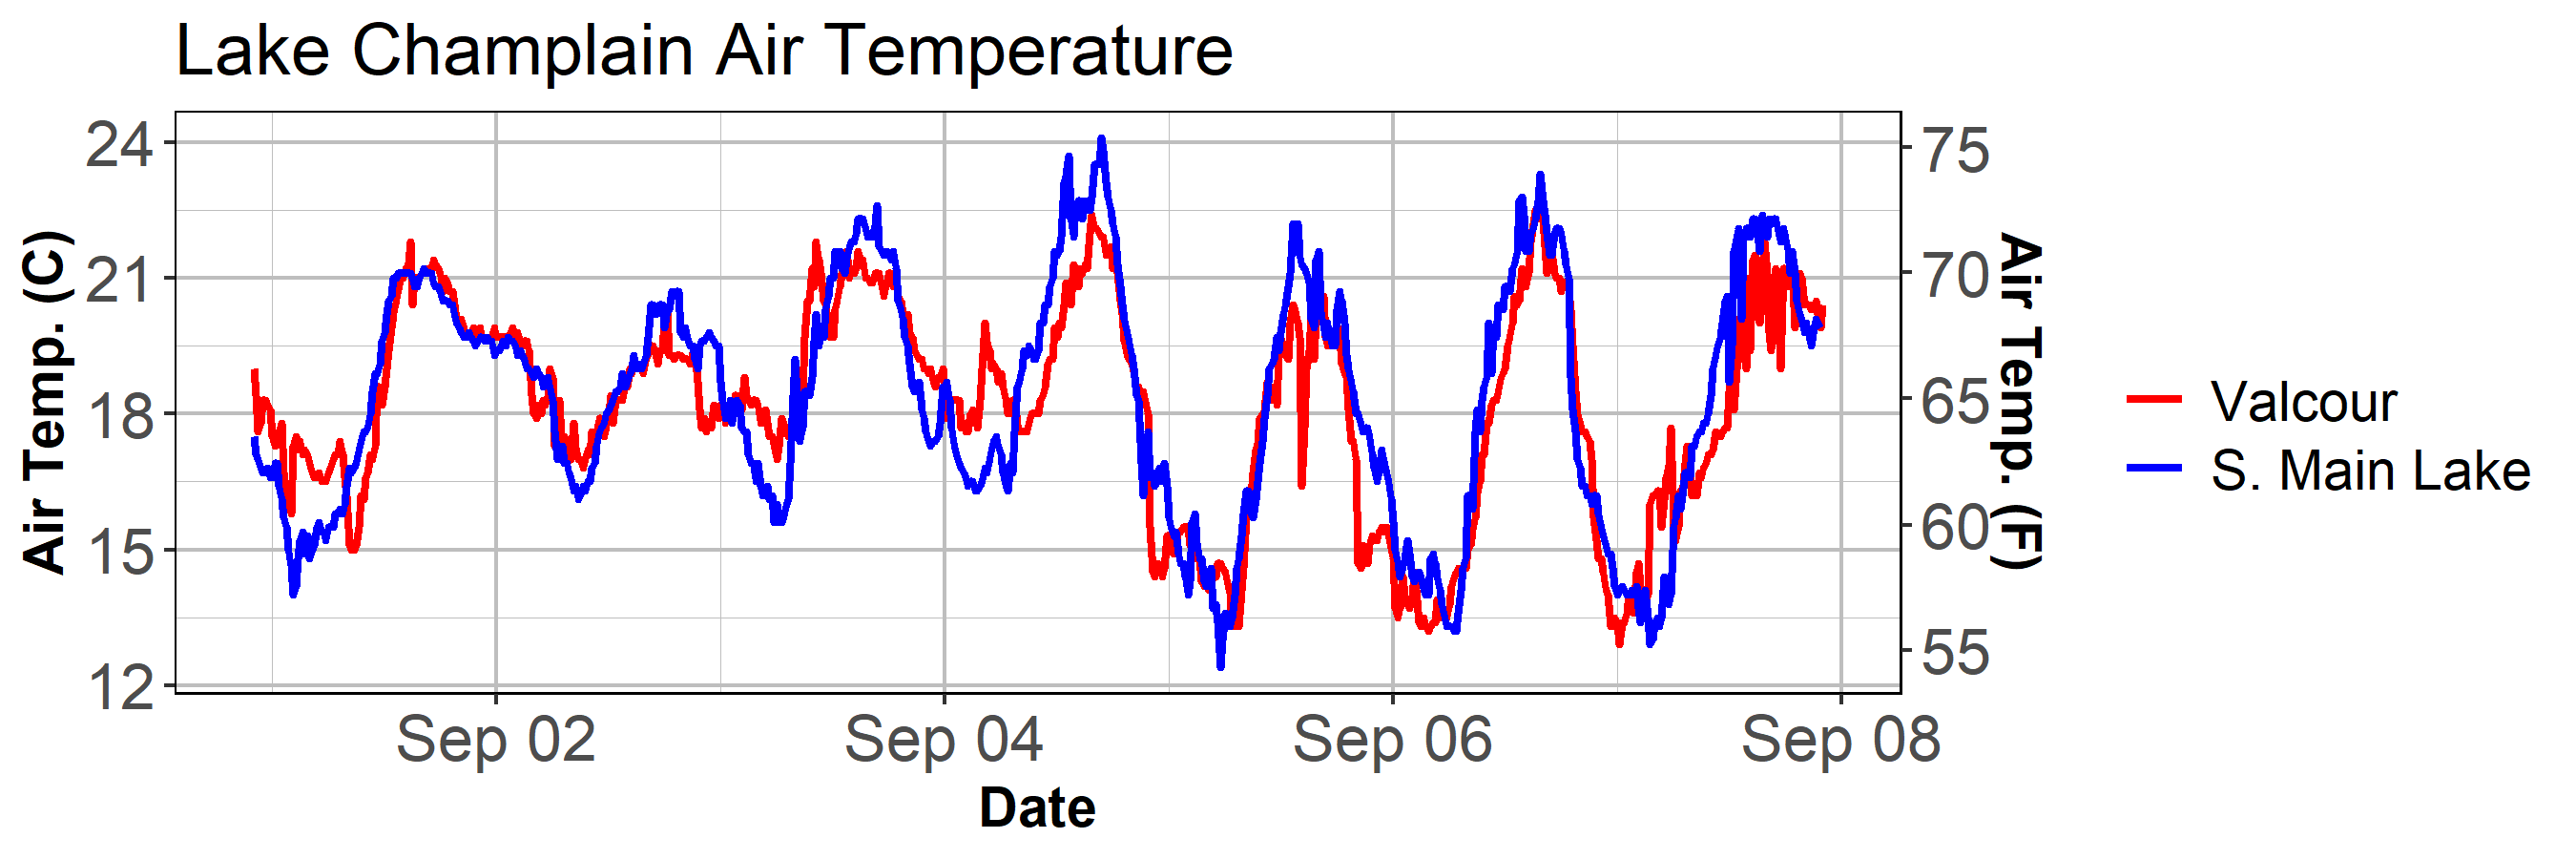 Lake Champlain Air Temperature
Air Temp. (C)
24
21
18
15
12
75
70
65
60
55
Air Temp. (F)
Sep 02
Sep 04
Sep 06
Sep 08
Date
Valcour
S. Main Lake